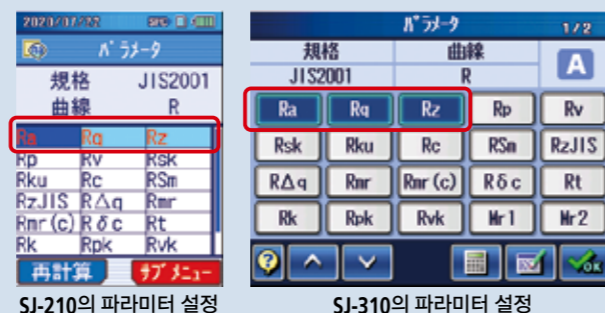 2020/07/22
パラメータ
規格 JIS2001
曲線 R
Ra Rq Rz
Rp Rv Rsk
Rku Rc RSm
RzJIS RΔq Rmr
Rmr(c) Rδc Rt
Rk Rpk Rvk
再計算 サブメニュー
SJ-210의 파라미터 설정
パラメータ 1/2
規格 曲線
JIS2001 R A
Ra Rq Rz Rp Rv
Rsk Rku Rc RSm RzJIS
RΔq Rmr Rmr(c) Rδc Rt
Rk Rpk Rvk Mr1 Mr2
? OK
SJ-310의 파라미터 설정